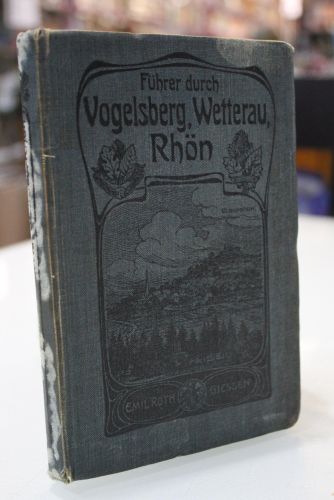 Führer durch
Vogelsberg, Wetterau,
Rhön
EMIL ROTH GIESSEN